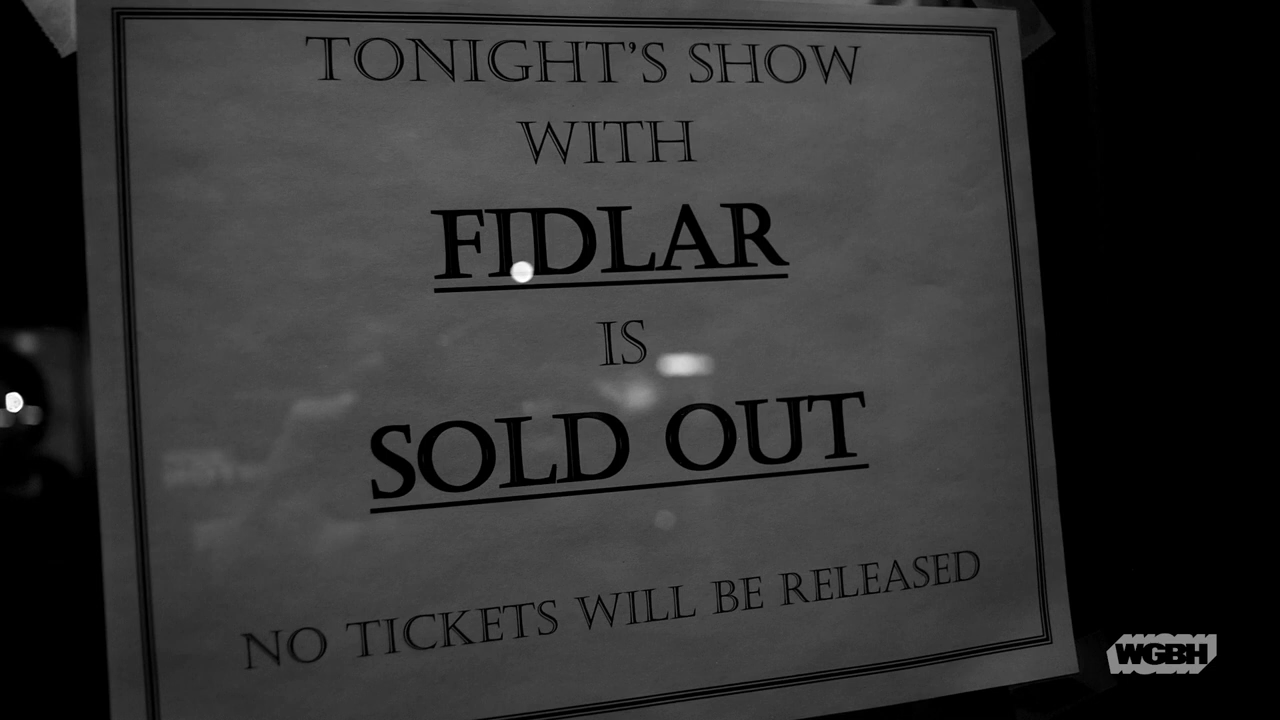 TONIGHT'S SHOW
WITH
FIDLAR
IS
SOLD OUT
NO TICKETS WILL BE RELEASED
WGBH